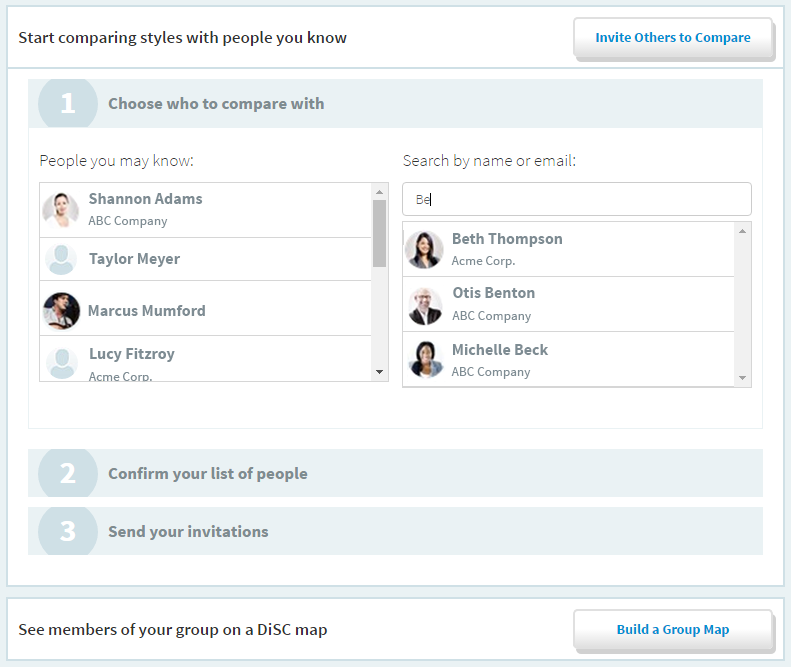 Start comparing styles with people you know
Invite Others to Compare
1
Choose who to compare with
People you may know:
Shannon Adams
ABC Company
Taylor Meyer
Marcus Mumford
Lucy Fitzroy
Acme Corp.
Search by name or email:
Be
Beth Thompson
Acme Corp.
Otis Benton
ABC Company
Michelle Beck
ABC Company
2
Confirm your list of people
3
Send your invitations
See members of your group on a DiSC map
Build a Group Map